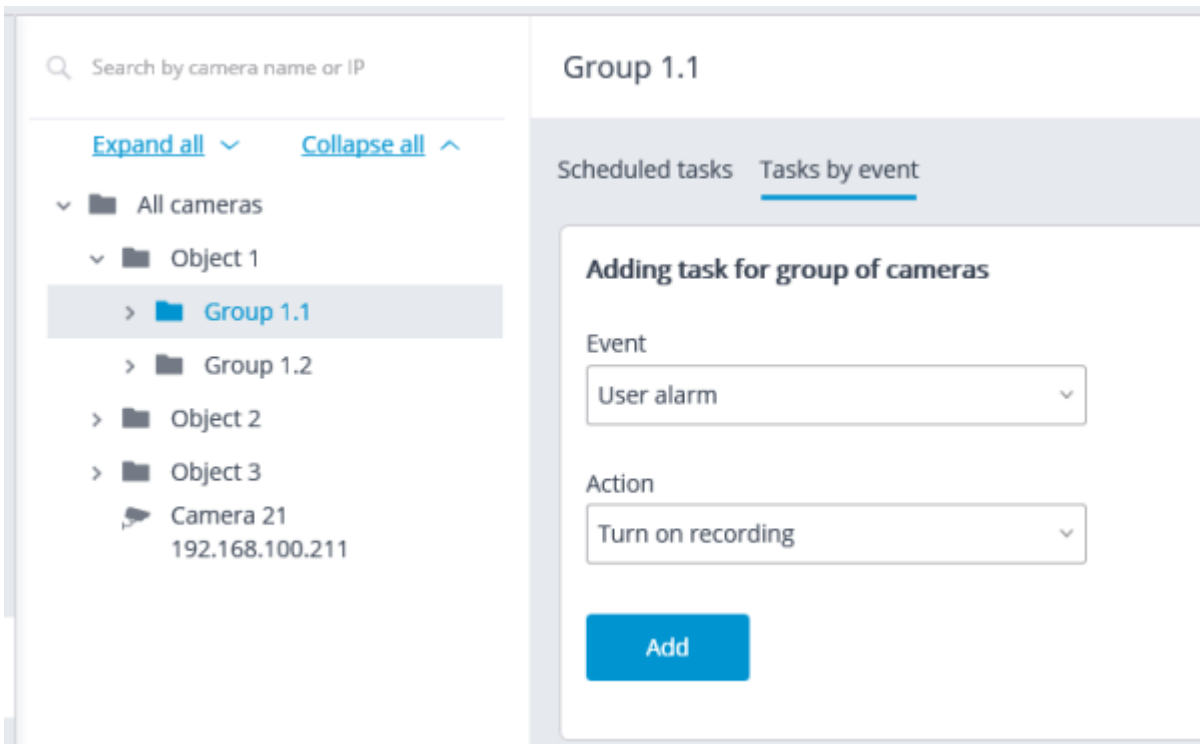 Search by camera name or IP
Expand all
Collapse all
All cameras
Object 1
Group 1.1
Group 1.2
Object 2
Object 3
Camera 21
192.168.100.211
Group 1.1
Scheduled tasks
Tasks by event
Adding task for group of cameras
Event
User alarm
Action
Turn on recording
Add